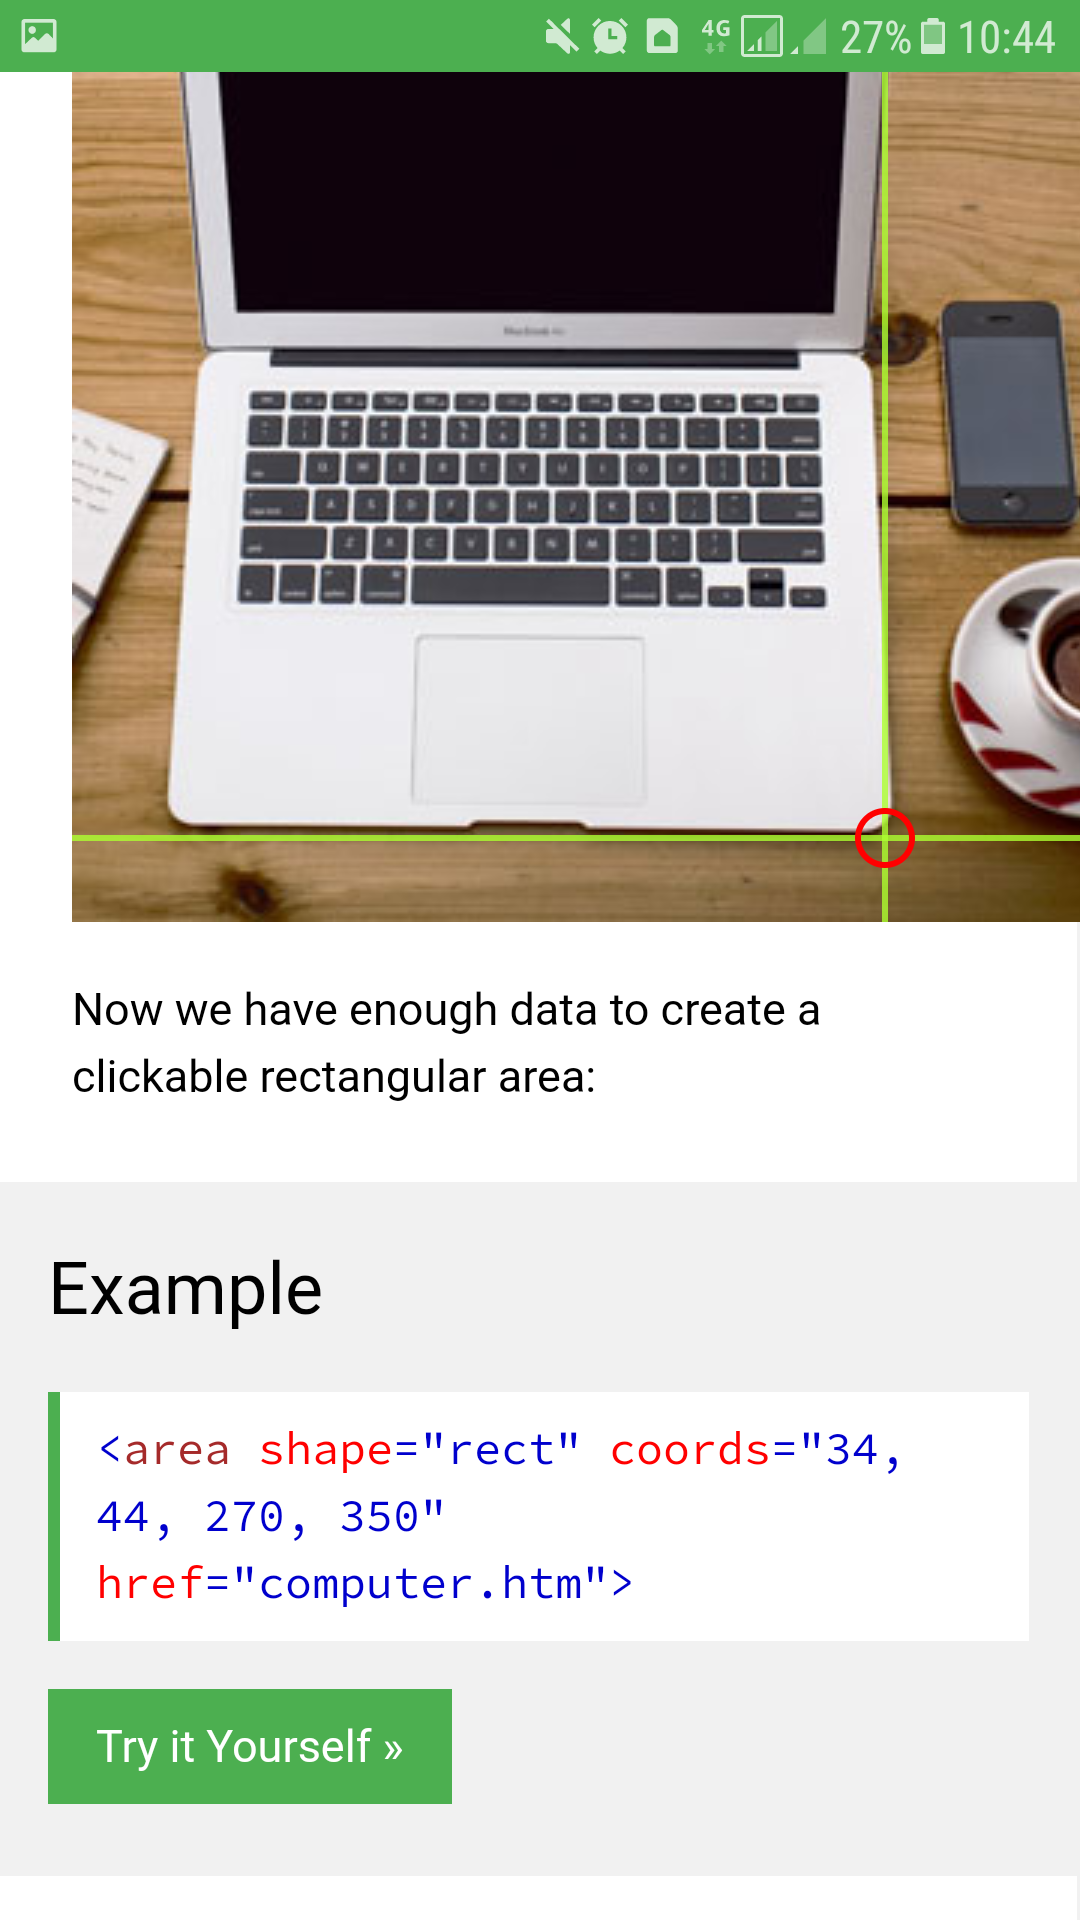 4G 27% 10:44
Now we have enough data to create a
clickable rectangular area:
Example
<area shape="rect" coords="34,
44, 270, 350"
href="computer.htm">
Try it Yourself »